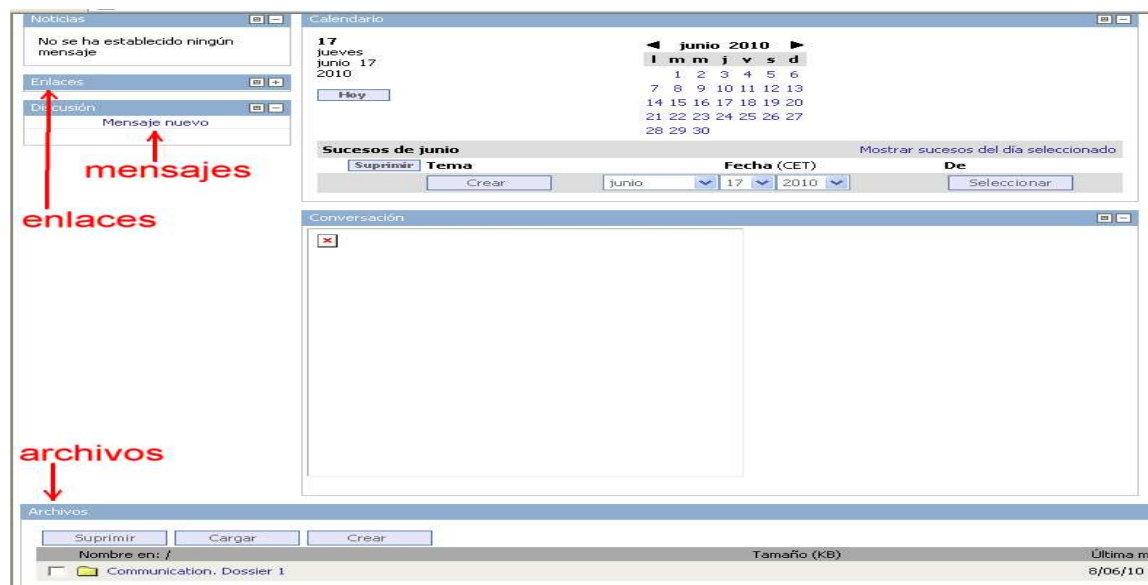 Noticias
No se ha establecido ningún
mensaje
Enlaces
Discusión
Mensaje nuevo
mensajes
enlaces
Calendario
17
jueves
junio 17
2010
Hoy
junio 2010
l m m j v s d
1 2 3 4 5 6
7 8 9 10 11 12 13
14 15 16 17 18 19 20
21 22 23 24 25 26 27
28 29 30
Sucesos de junio Mostrar sucesos del día seleccionado
Suprimir Tema Fecha (CET) De
Crear junio 17 2010 Seleccionar
Conversación
archivos
Archivos
Suprimir Cargar Crear
Nombre en: / Tamaño (KB) Última m
Communication. Dossier 1 8/06/10